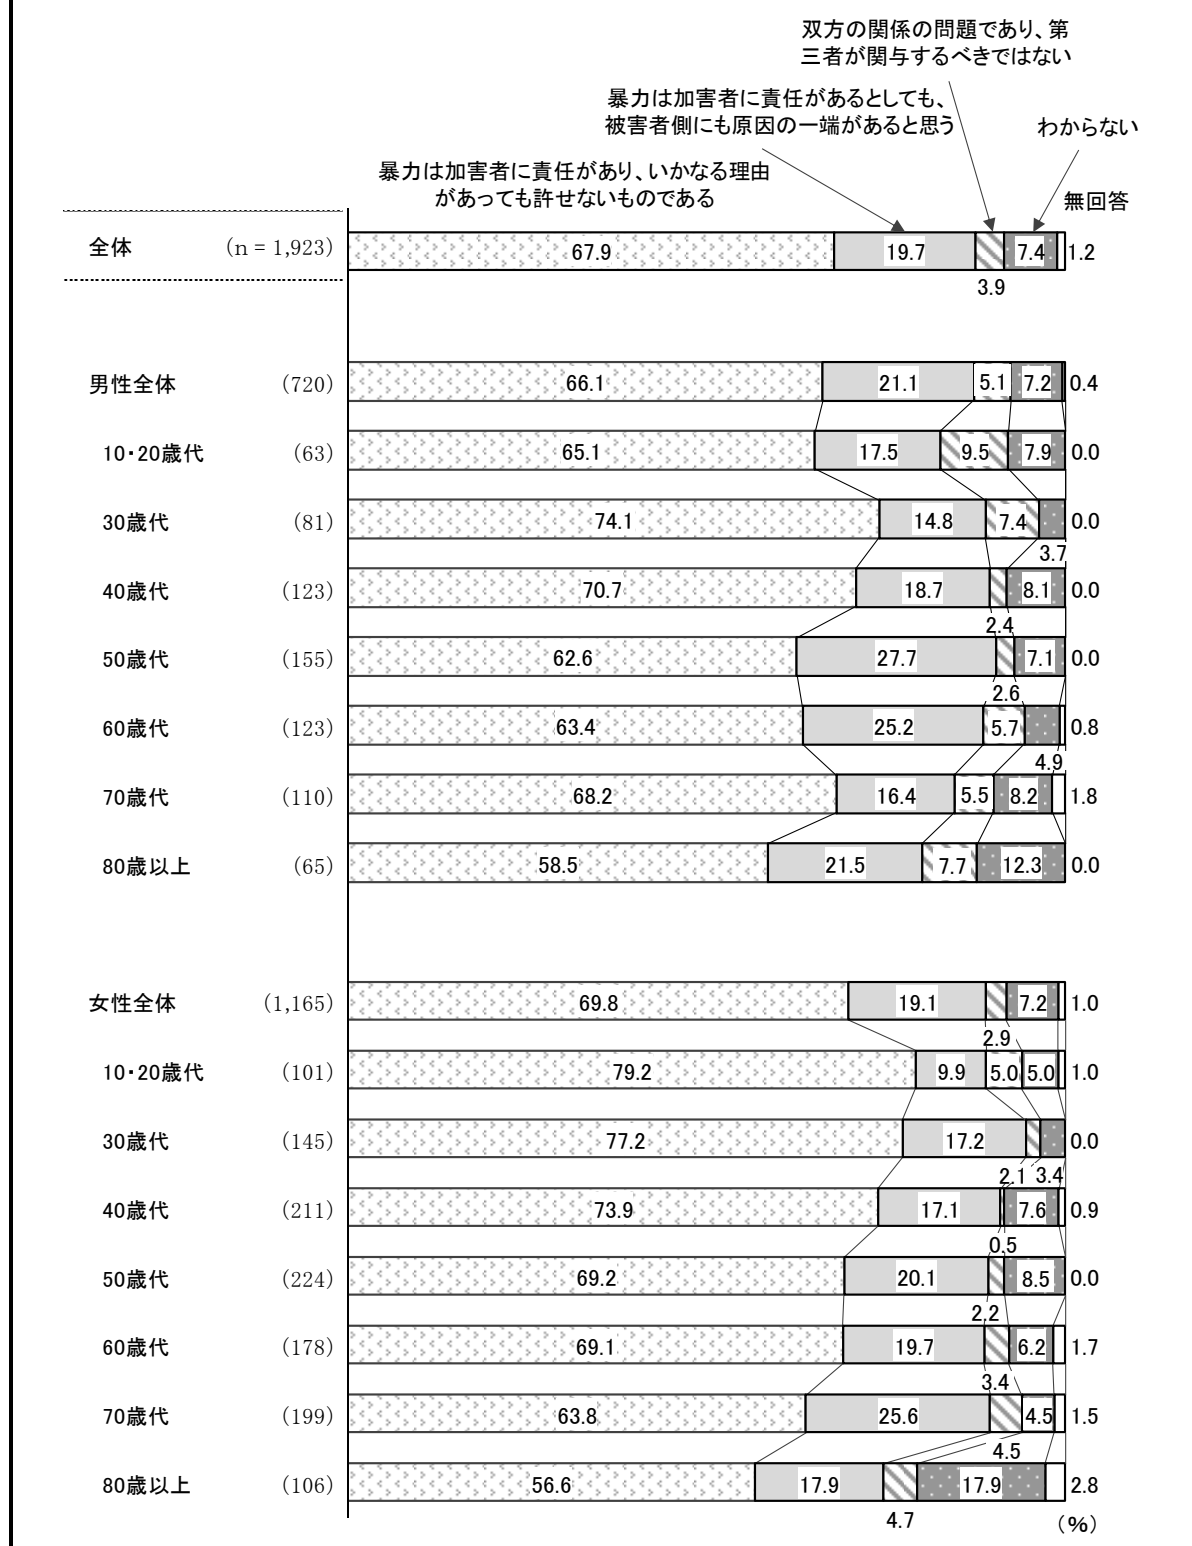 双方の関係の問題であり、第
三者が関与するべきではない
暴力は加害者に責任があるとしても、
被害者側にも原因の一端があると思う
わからない
暴力は加害者に責任があり、いかなる理由
があっても許せないものである
無回答
全体 (n = 1,923) 67.9 19.7 7.4 1.2
3.9
男性全体 (720) 66.1 21.1 5.1 7.2 0.4
10・20歳代 (63) 65.1 17.5 9.5 7.9 0.0
30歳代 (81) 74.1 14.8 7.4 0.0
3.7
40歳代 (123) 70.7 18.7 8.1 0.0
2.4
50歳代 (155) 62.6 27.7 7.1 0.0
2.6
60歳代 (123) 63.4 25.2 5.7 0.8
4.9
70歳代 (110) 68.2 16.4 5.5 8.2 1.8
80歳以上 (65) 58.5 21.5 7.7 12.3 0.0
女性全体 (1,165) 69.8 19.1 7.2 1.0
2.9
10・20歳代 (101) 79.2 9.9 5.0 5.0 1.0
30歳代 (145) 77.2 17.2 0.0
2.1 3.4
40歳代 (211) 73.9 17.1 7.6 0.9
0.5
50歳代 (224) 69.2 20.1 8.5 0.0
2.2
60歳代 (178) 69.1 19.7 6.2 1.7
3.4
70歳代 (199) 63.8 25.6 4.5 1.5
4.5
80歳以上 (106) 56.6 17.9 17.9 2.8
4.7
(%)